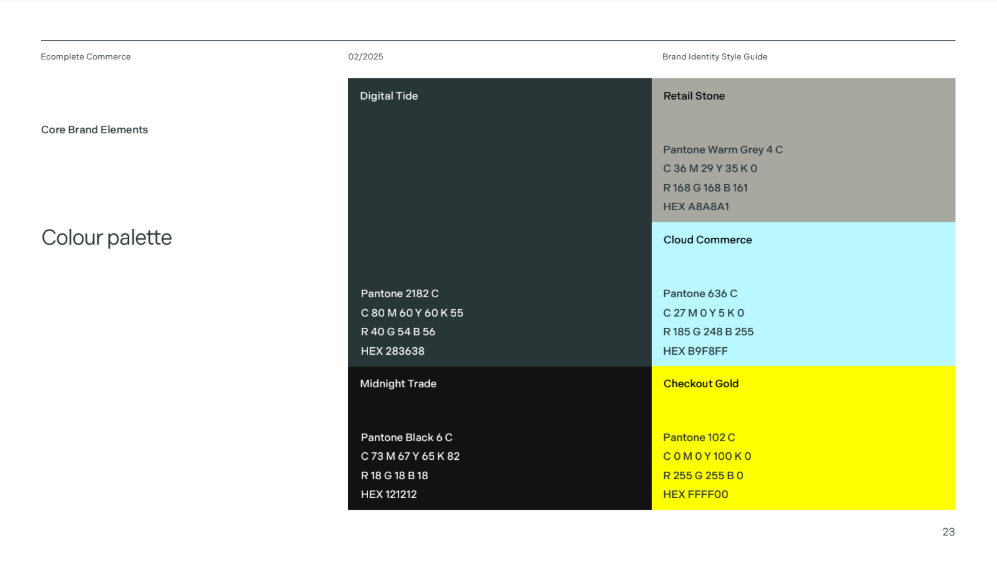 Ecomplete Commerce
02/2025
Brand Identity Style Guide
Core Brand Elements
Colour palette
Digital Tide
Pantone 2182 C
C 80 M 60 Y 60 K 55
R 40 G 54 B 56
HEX 283638
Midnight Trade
Pantone Black 6 C
C 73 M 67 Y 65 K 82
R 18 G 18 B 18
HEX 121212
Retail Stone
Pantone Warm Grey 4 C
C 36 M 29 Y 35 K 0
R 168 G 168 B 161
HEX A8A8A1
Cloud Commerce
Pantone 636 C
C 27 M 0 Y 5 K 0
R 185 G 248 B 255
HEX B9F8FF
Checkout Gold
Pantone 102 C
C 0 M 0 Y 100 K 0
R 255 G 255 B 0
HEX FFFF00
23